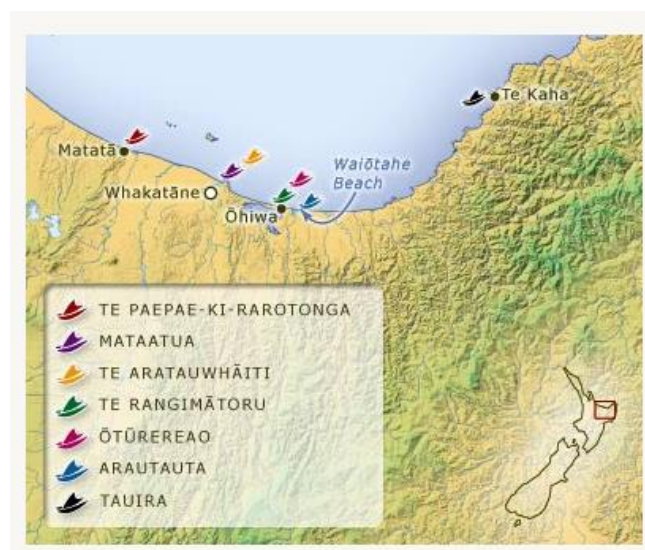 Te Kaha
Matatā
Waiōtahe
Beach
Whakatāne
Ōhiwa
TE PAEPAE-KI-RAROTONGA
MATAATUA
TE ARATAUWHĀITI
TE RANGIMĀTORU
ŌTŪREREAO
ARAUTAUTA
TAUIRA